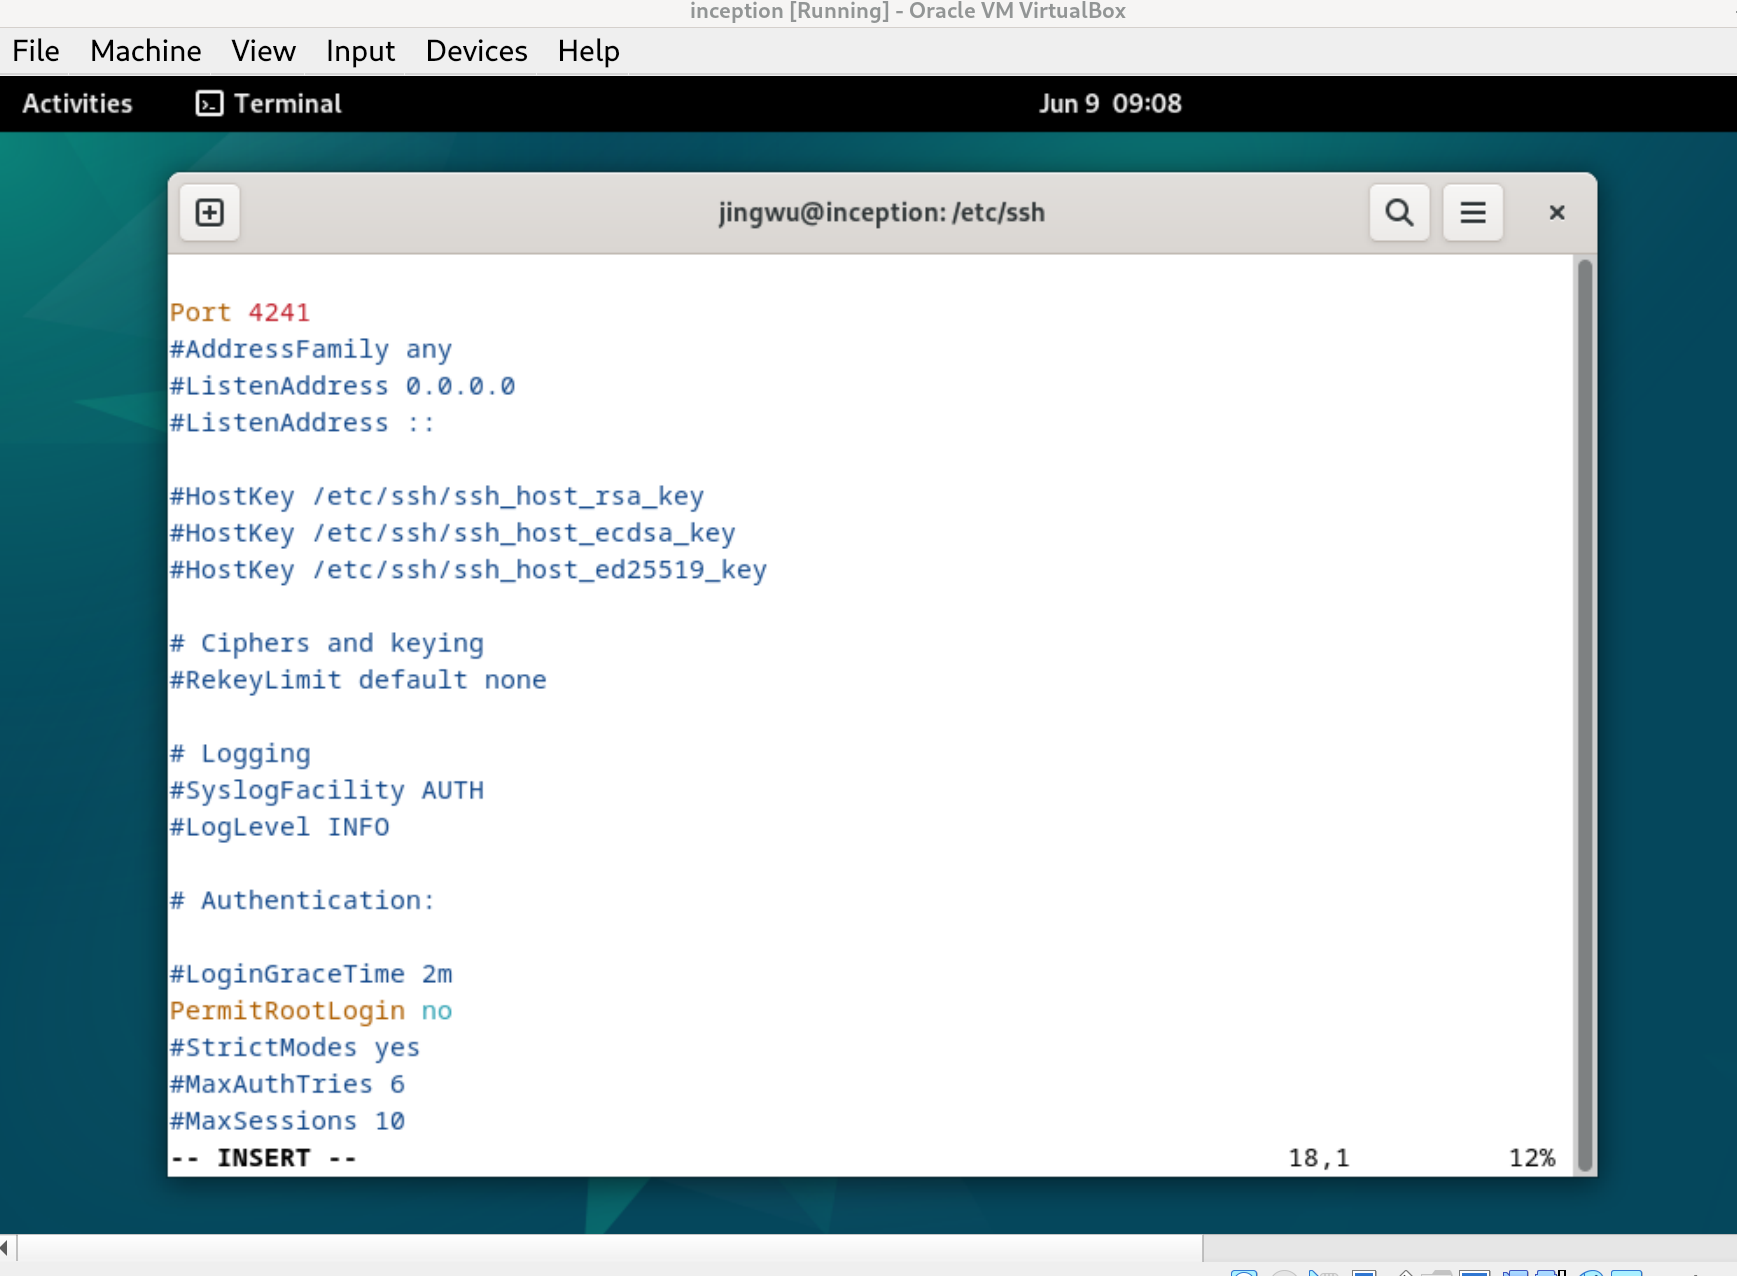 inception [Running] - Oracle VM VirtualBox
File Machine View Input Devices Help
Activities Terminal Jun 9 09:08
jingwu@inception: /etc/ssh
Port 4241
#AddressFamily any
#ListenAddress 0.0.0.0
#ListenAddress ::
#HostKey /etc/ssh/ssh_host_rsa_key
#HostKey /etc/ssh/ssh_host_ecdsa_key
#HostKey /etc/ssh/ssh_host_ed25519_key
# Ciphers and keying
#RekeyLimit default none
# Logging
#SyslogFacility AUTH
#LogLevel INFO
# Authentication:
#LoginGraceTime 2m
PermitRootLogin no
#StrictModes yes
#MaxAuthTries 6
#MaxSessions 10
-- INSERT -- 18,1 12%